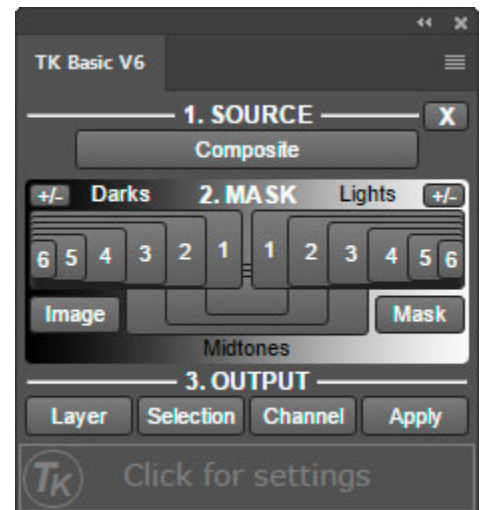 TK Basic V6
1. SOURCE X
Composite
+/- Darks 2. MASK Lights +/-
6 5 4 3 2 1 1 2 3 4 5 6
Image Mask
Midtones
3. OUTPUT
Layer Selection Channel Apply
TK Click for settings